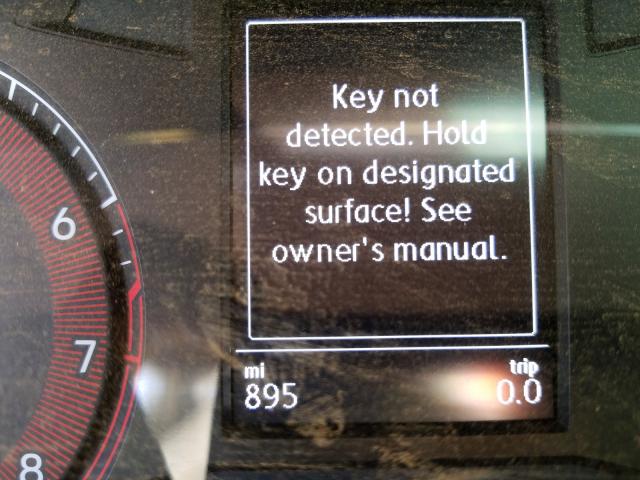 Key not
detected. Hold
key on designated
surface! See
owner's manual.
mi
trip
895
0.0
6
7
8